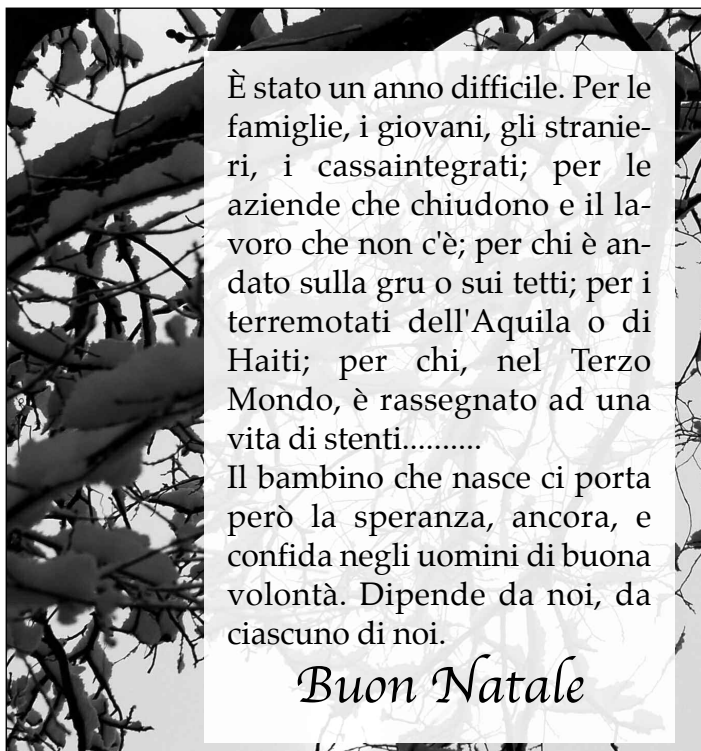 È stato un anno difficile. Per le
famiglie, i giovani, gli stranie-
ri, i cassaintegrati; per le
aziende che chiudono e il la-
voro che non c'è; per chi è an-
dato sulla gru o sui tetti; per i
terremotati dell'Aquila o di
Haiti; per chi, nel Terzo
Mondo, è rassegnato ad una
vita di stenti..........
Il bambino che nasce ci porta
però la speranza, ancora, e
confida negli uomini di buona
volontà. Dipende da noi, da
ciascuno di noi.
Buon Natale